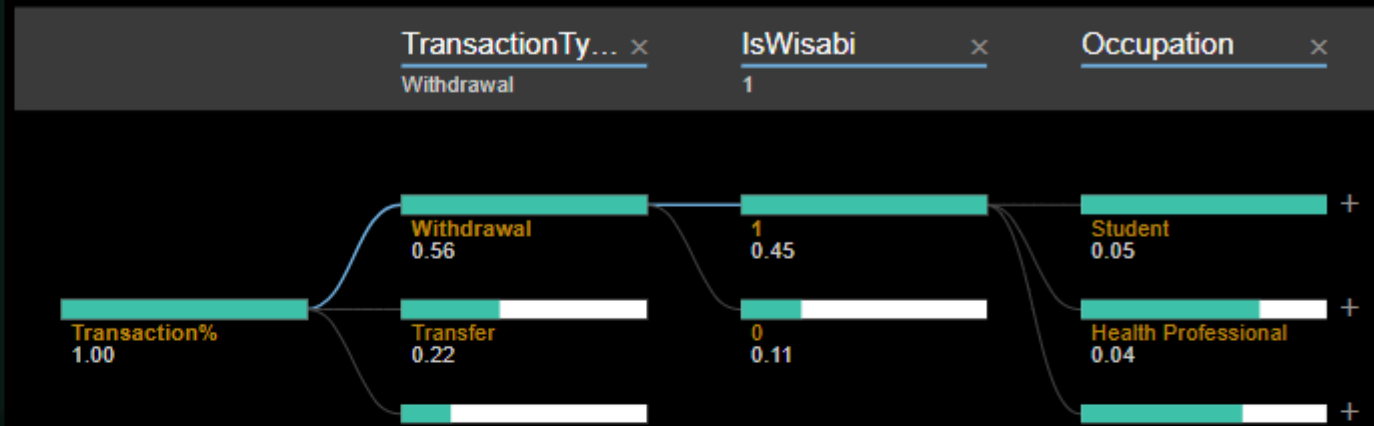 TransactionTy... × IsWisabi × Occupation ×
Withdrawal 1
Withdrawal 1 Student +
0.56 0.45 0.05
Transaction% Transfer 0 Health Professional +
1.00 0.22 0.11 0.04
+